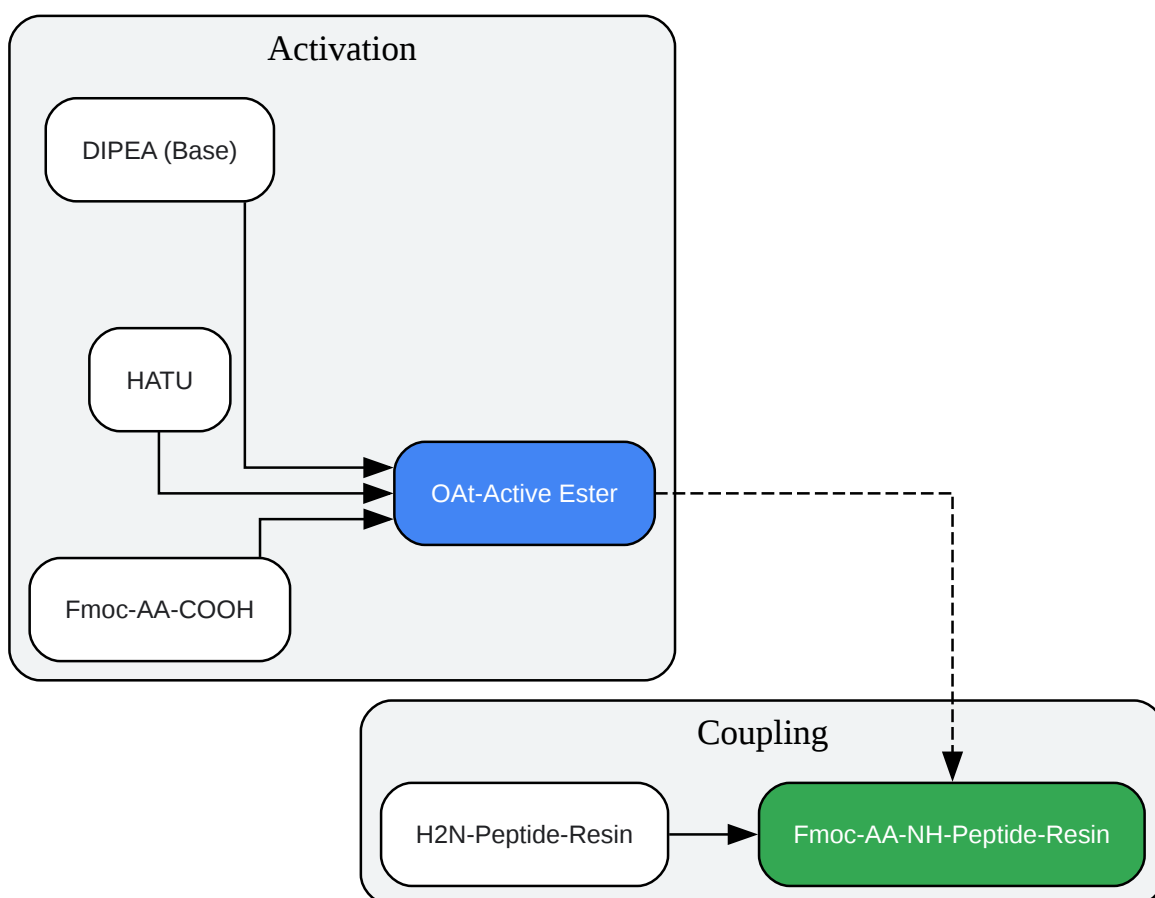 Activation
DIPEA (Base)
HATU
OAt-Active Ester
Fmoc-AA-COOH
Coupling
H2N-Peptide-Resin
Fmoc-AA-NH-Peptide-Resin